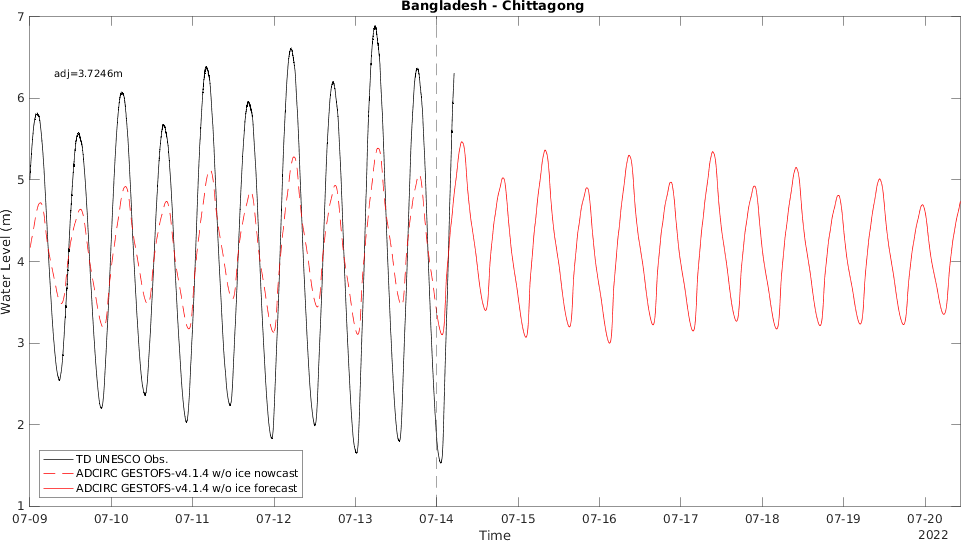 Bangladesh - Chittagong
7
6
5
4
3
2
1
Water Level (m)
adj=3.7246m
TD UNESCO Obs.
ADCIRC GESTOFS-v4.1.4 w/o ice nowcast
ADCIRC GESTOFS-v4.1.4 w/o ice forecast
07-09 07-10 07-11 07-12 07-13 07-14 07-15 07-16 07-17 07-18 07-19 07-20
Time
2022